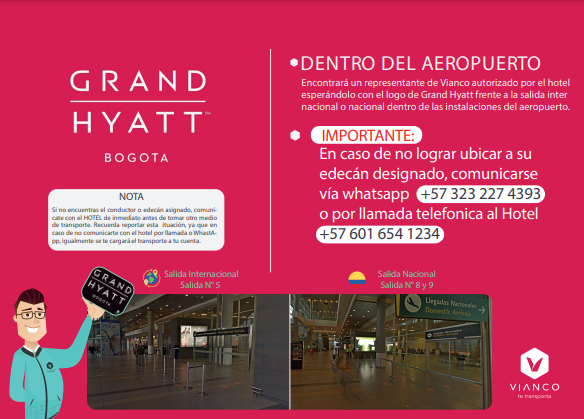 GRAND
HYATT™
BOGOTA
NOTA
Si no encuentras el conductor o edecán asignado, comuni-
cate con el HOTEL de inmediato antes de tomar otro medio
de transporte. Recuerda reportar esta ituación, ya que en
caso de no comunicarte con el hotel por llamada o WhastA-
pp, igualmente se te cargará el transporte a tu cuenta.
DENTRO DEL AEROPUERTO
Encontrará un representante de Vianco autorizado por el hotel
esperándolo con el logo de Grand Hyatt frente a la salida inter
nacional o nacional dentro de las instalaciones del aeropuerto.
IMPORTANTE:
En caso de no lograr ubicar a su
edecán designado, comunicarse
vía whatsapp +57 323 227 4393
o por llamada telefonica al Hotel
+57 601 654 1234
Salida Internacional
Salida N° 5
Salida Nacional
Salida N° 8 y 9
GRAND
HYATT
BOGOTA
Llegadas Nacionales
Domestic Arrivals
VIANCO
te transporta